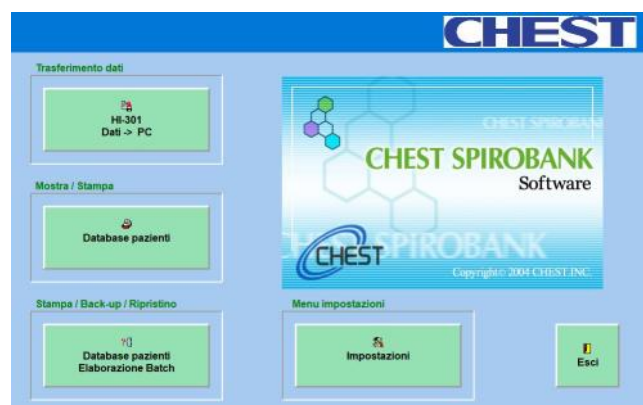 CHEST
Trasferimento dati
HI-301
Dati -> PC
CHEST SPIROBANK
CHEST SPIROBANK
Software
Mostra / Stampa
Database pazienti
CHEST SPIROBANK
CHEST
Copyright© 2004 CHEST.INC.
Stampa / Back-up / Ripristino
Database pazienti
Elaborazione Batch
Menu impostazioni
Impostazioni
Esci